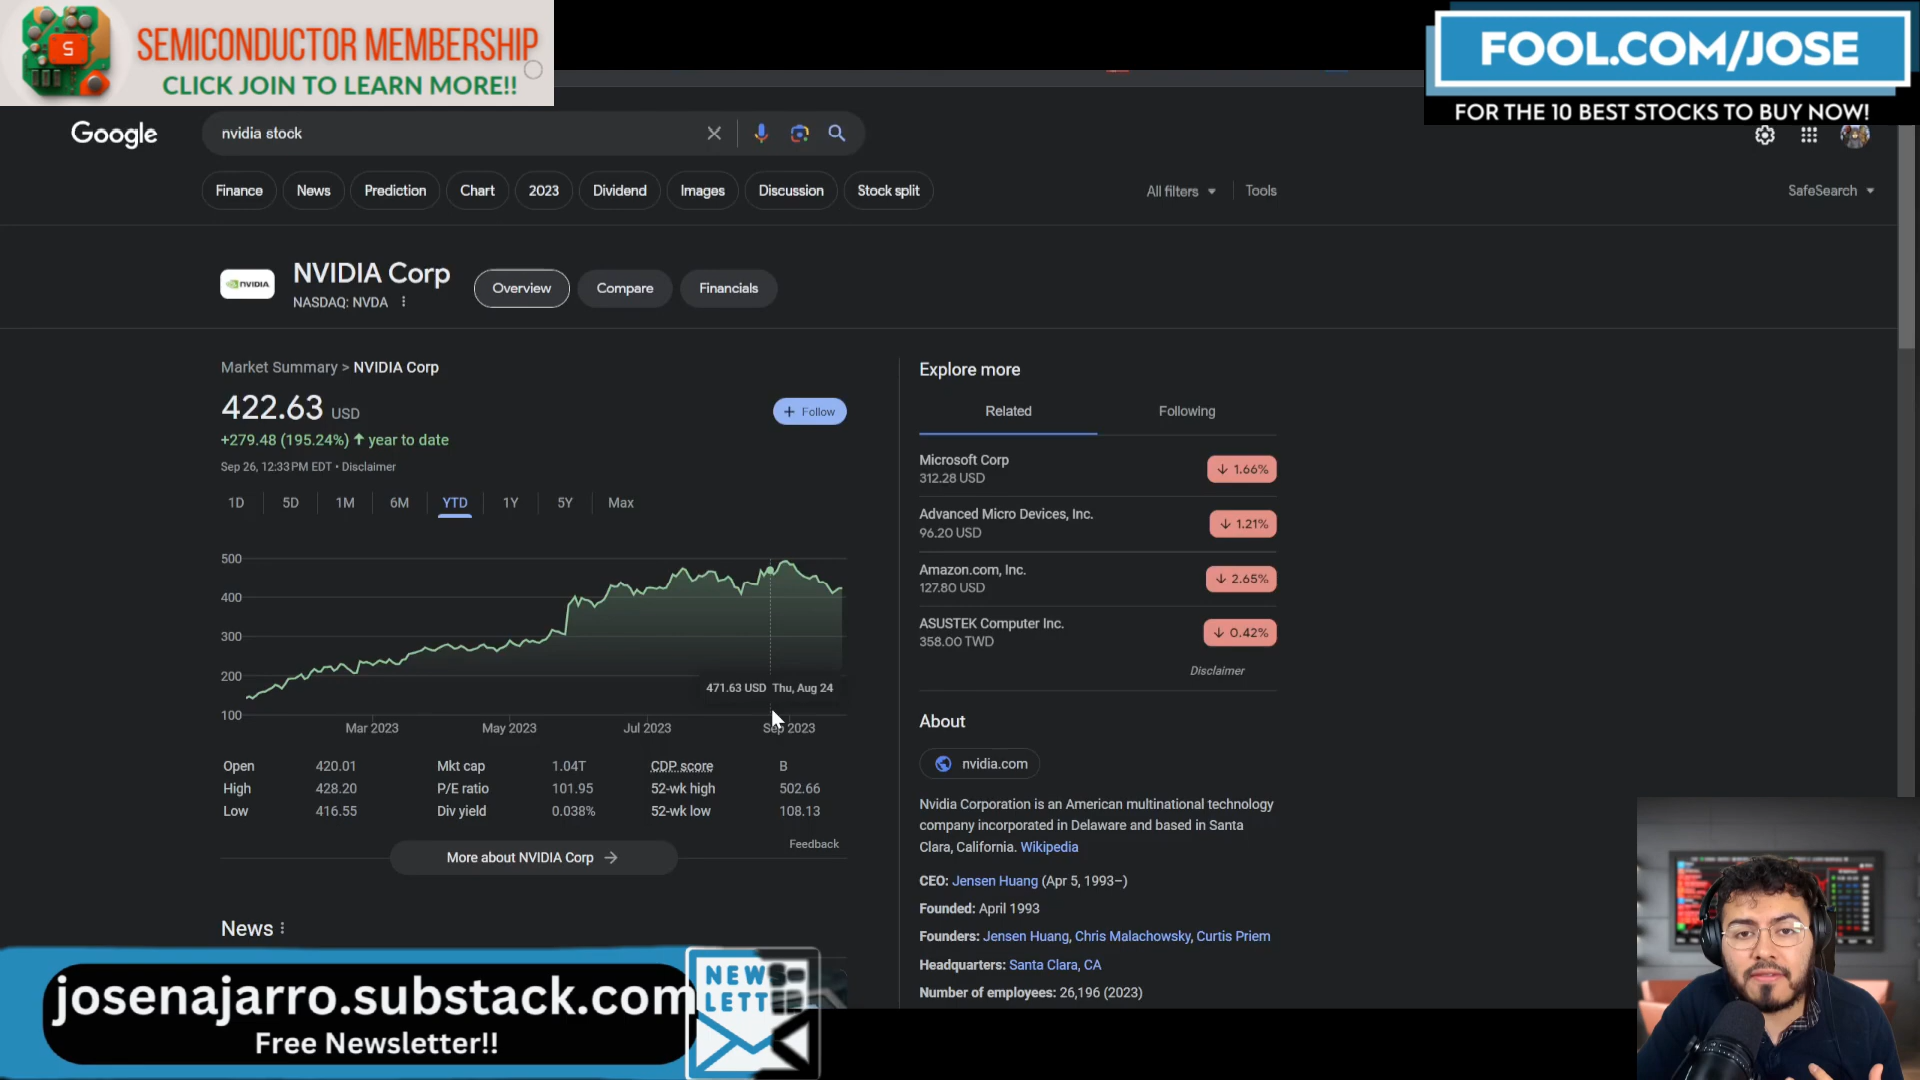 S
SEMICONDUCTOR MEMBERSHIP
CLICK JOIN TO LEARN MORE!!
FOOL.COM/JOSE
FOR THE 10 BEST STOCKS TO BUY NOW!
Google
nvidia stock
Finance
News
Prediction
Chart
2023
Dividend
Images
Discussion
Stock split
All filters
Tools
SafeSearch
NVIDIA
NVIDIA Corp
NASDAQ: NVDA
Overview
Compare
Financials
Market Summary > NVIDIA Corp
422.63 USD
+ Follow
+279.48 (195.24%) ↑ year to date
Sep 26, 12:33 PM EDT • Disclaimer
1D
5D
1M
6M
YTD
1Y
5Y
Max
500
400
300
200
100
471.63 USD Thu, Aug 24
Mar 2023
May 2023
Jul 2023
Sep 2023
Open 420.01 Mkt cap 1.04T CDP score B
High 428.20 P/E ratio 101.95 52-wk high 502.66
Low 416.55 Div yield 0.038% 52-wk low 108.13
Feedback
More about NVIDIA Corp →
News
Explore more
Related
Following
Microsoft Corp
312.28 USD
↓ 1.66%
Advanced Micro Devices, Inc.
96.20 USD
↓ 1.21%
Amazon.com, Inc.
127.80 USD
↓ 2.65%
ASUSTEK Computer Inc.
358.00 TWD
↓ 0.42%
Disclaimer
About
nvidia.com
Nvidia Corporation is an American multinational technology
company incorporated in Delaware and based in Santa
Clara, California. Wikipedia
CEO: Jensen Huang (Apr 5, 1993–)
Founded: April 1993
Founders: Jensen Huang, Chris Malachowsky, Curtis Priem
Headquarters: Santa Clara, CA
Number of employees: 26,196 (2023)
josenajarro.substack.com
Free Newsletter!!
NEWS
LETT